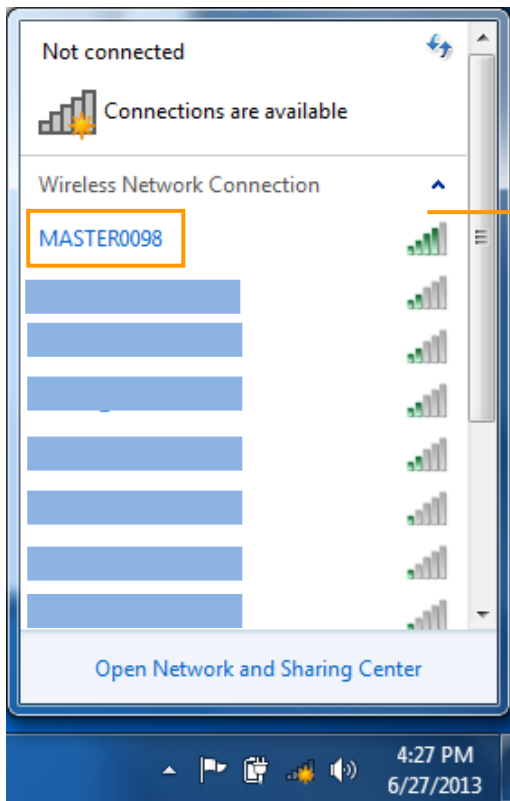 Not connected
Connections are available
Wireless Network Connection
MASTER0098
Open Network and Sharing Center
4:27 PM
6/27/2013